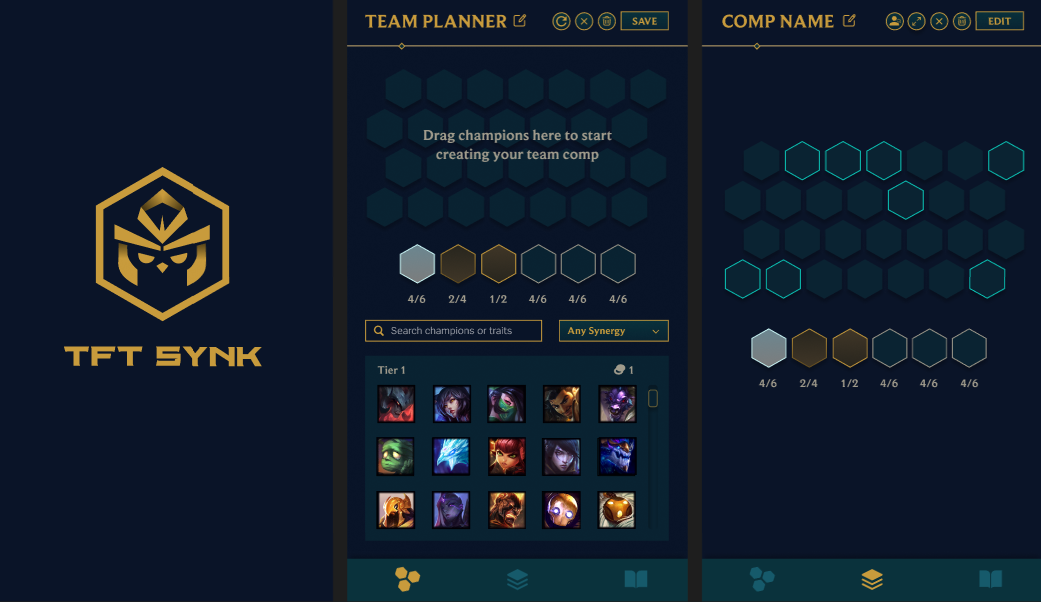 TFT SYNK
TEAM PLANNER
SAVE
Drag champions here to start
creating your team comp
4/6 2/4 1/2 4/6 4/6 4/6
Search champions or traits
Any Synergy
Tier 1
1
COMP NAME
EDIT
4/6 2/4 1/2 4/6 4/6 4/6